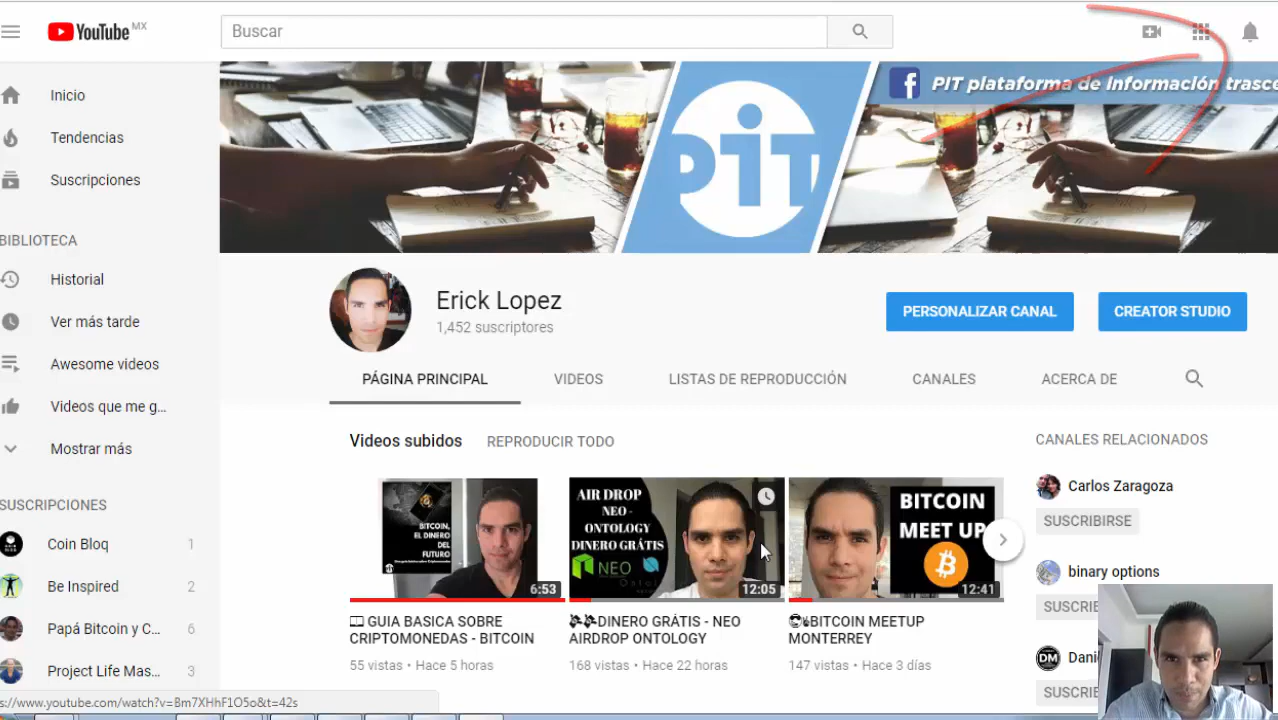 YouTube MX
Buscar
Inicio
Tendencias
Suscripciones
BIBLIOTECA
Historial
Ver más tarde
Awesome videos
Videos que me g...
Mostrar más
SUSCRIPCIONES
Coin Bloq 1
Be Inspired 2
Papá Bitcoin y C... 6
Project Life Mas... 3
PiT
PIT plataforma de Información trasce
Erick Lopez
1,452 suscriptores
PERSONALIZAR CANAL
CREATOR STUDIO
PÁGINA PRINCIPAL
VIDEOS
LISTAS DE REPRODUCCIÓN
CANALES
ACERCA DE
Videos subidos
REPRODUCIR TODO
BITCOIN,
EL DINERO
DEL
FUTURO
6:53
GUIA BASICA SOBRE
CRIPTOMONEDAS - BITCOIN
55 vistas • Hace 5 horas
AIR DROP
NEO -
ONTOLOGY
DINERO GRÁTIS
NEO
12:05
DINERO GRÁTIS - NEO
AIRDROP ONTOLOGY
168 vistas • Hace 22 horas
BITCOIN
MEET UP
12:41
BITCOIN MEETUP
MONTERREY
147 vistas • Hace 3 días
CANALES RELACIONADOS
Carlos Zaragoza
SUSCRIBIRSE
binary options
SUSCRIB
DM
Dani
SUSCRIB
s://www.youtube.com/watch?v=Bm7XHhF1O5o&t=42s